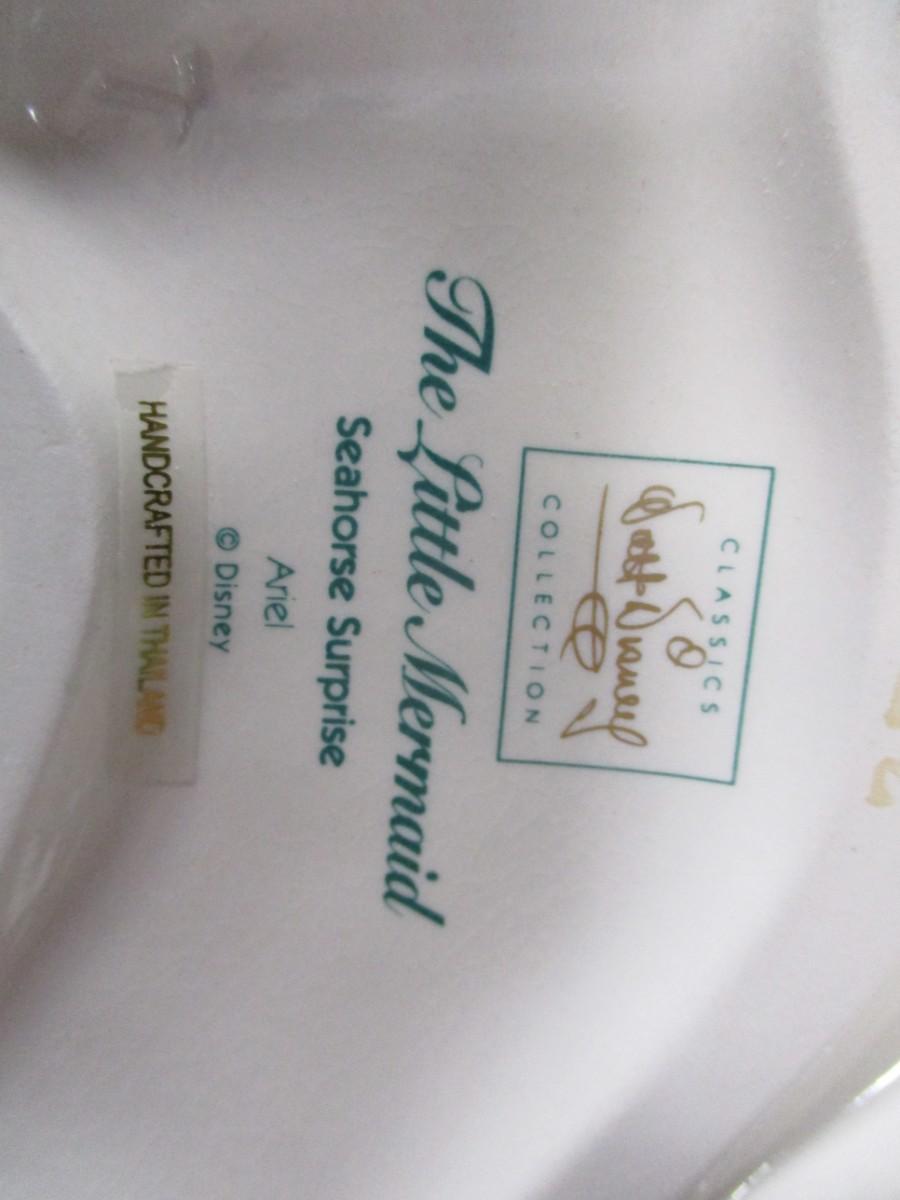 CLASSICS
Walt Disney
COLLECTION
The Little Mermaid
Seahorse Surprise
Ariel
© Disney
HANDCRAFTED IN THAILAND